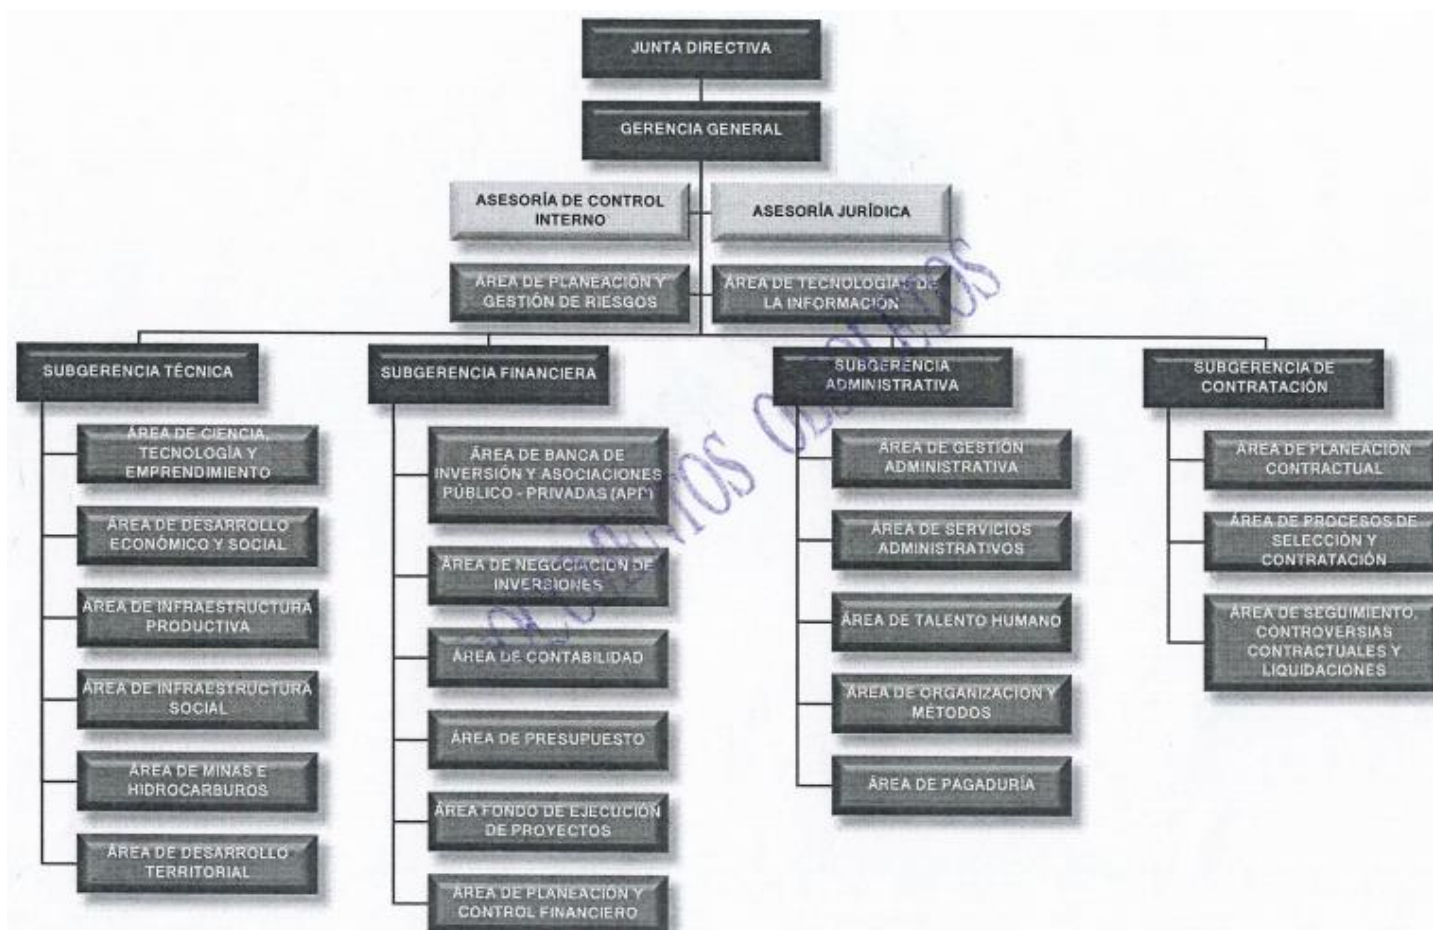 JUNTA DIRECTIVA
GERENCIA GENERAL
ASESORÍA DE CONTROL
INTERNO
ASESORÍA JURÍDICA
ÁREA DE PLANEACIÓN Y
GESTIÓN DE RIESGOS
ÁREA DE TECNOLOGÍAS DE
LA INFORMACIÓN
SUBGERENCIA TÉCNICA
ÁREA DE CIENCIA,
TECNOLOGÍA Y
EMPRENDIMIENTO
ÁREA DE DESARROLLO
ECONÓMICO Y SOCIAL
ÁREA DE INFRAESTRUCTURA
PRODUCTIVA
ÁREA DE INFRAESTRUCTURA
SOCIAL
ÁREA DE MINAS E
HIDROCARBUROS
ÁREA DE DESARROLLO
TERRITORIAL
SUBGERENCIA FINANCIERA
ÁREA DE BANCA DE
INVERSIÓN Y ASOCIACIONES
PÚBLICO - PRIVADAS (APP)
ÁREA DE NEGOCIACIÓN DE
INVERSIONES
ÁREA DE CONTABILIDAD
ÁREA DE PRESUPUESTO
ÁREA FONDO DE EJECUCIÓN
DE PROYECTOS
ÁREA DE PLANEACIÓN Y
CONTROL FINANCIERO
SUBGERENCIA
ADMINISTRATIVA
ÁREA DE GESTIÓN
ADMINISTRATIVA
ÁREA DE SERVICIOS
ADMINISTRATIVOS
ÁREA DE TALENTO HUMANO
ÁREA DE ORGANIZACIÓN Y
MÉTODOS
ÁREA DE PAGADURÍA
SUBGERENCIA DE
CONTRATACIÓN
ÁREA DE PLANEACIÓN
CONTRACTUAL
ÁREA DE PROCESOS DE
SELECCIÓN Y
CONTRATACIÓN
ÁREA DE SEGUIMIENTO,
CONTROVERSIAS
CONTRACTUALES Y
LIQUIDACIONES
DOCUMENTOS OBSOLETOS